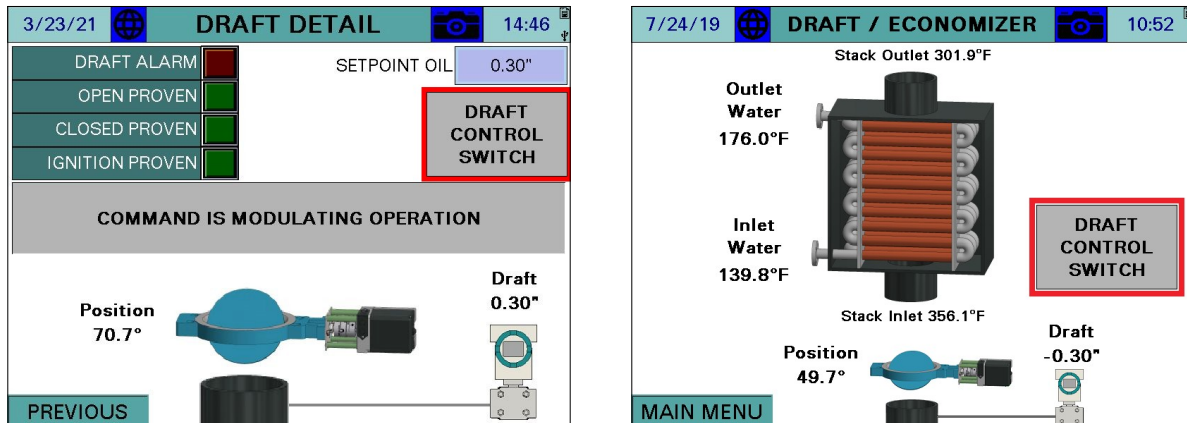 3/23/21 DRAFT DETAIL 14:46
DRAFT ALARM
OPEN PROVEN
CLOSED PROVEN
IGNITION PROVEN
SETPOINT OIL 0.30"
DRAFT
CONTROL
SWITCH
COMMAND IS MODULATING OPERATION
Position
70.7°
Draft
0.30"
PREVIOUS
7/24/19 DRAFT / ECONOMIZER 10:52
Stack Outlet 301.9°F
Outlet
Water
176.0°F
Inlet
Water
139.8°F
DRAFT
CONTROL
SWITCH
Stack Inlet 356.1°F
Position
49.7°
Draft
-0.30"
MAIN MENU